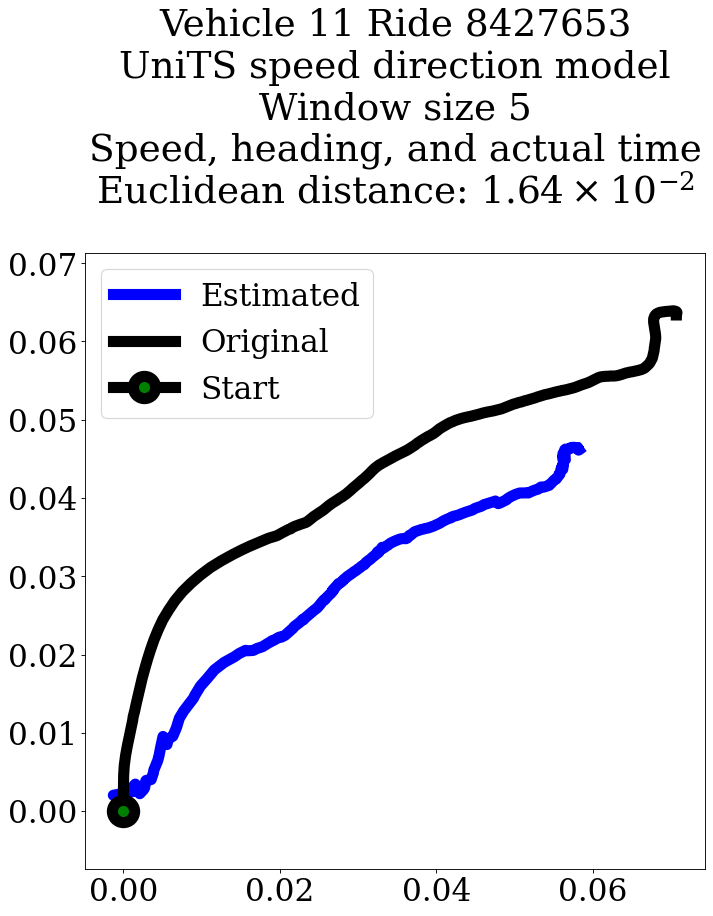 Vehicle 11 Ride 8427653
UniTS speed direction model
Window size 5
Speed, heading, and actual time
Euclidean distance: 1.64 × 10⁻²
Estimated
Original
Start
0.07
0.06
0.05
0.04
0.03
0.02
0.01
0.00
0.00 0.02 0.04 0.06